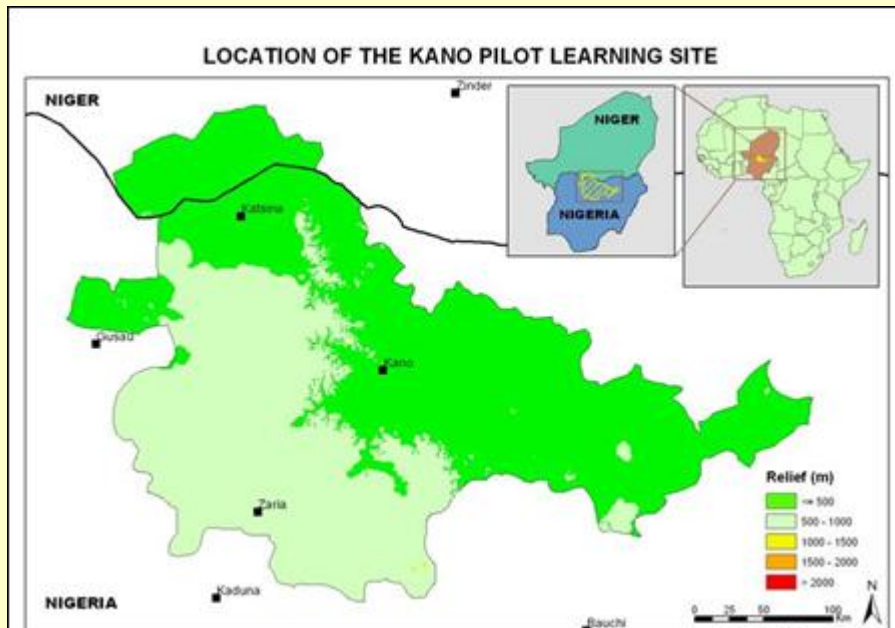 LOCATION OF THE KANO PILOT LEARNING SITE
NIGER
Zinder
NIGER
NIGERIA
Katsina
Gusau
Kano
Zaria
Kaduna
NIGERIA
Bauchi
Relief (m)
<= 500
500 - 1000
1000 - 1500
1500 - 2000
> 2000
N
0 25 50 100
Km